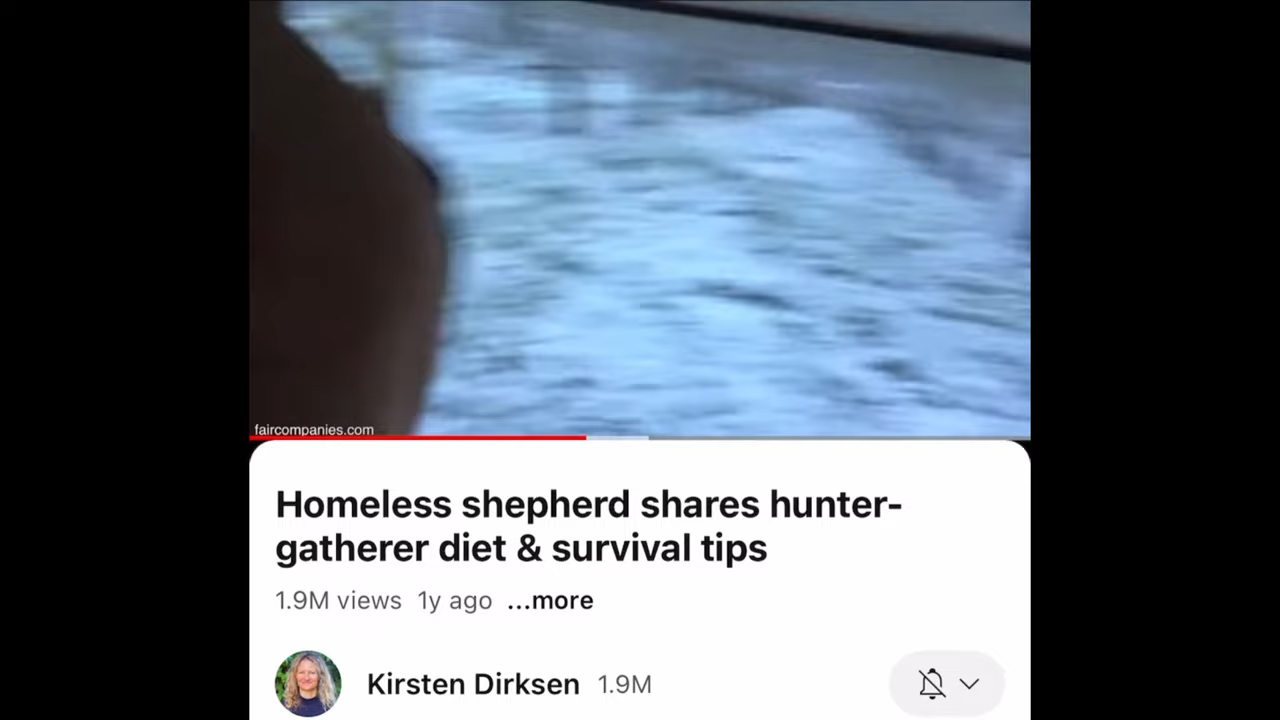 faircompanies.com
Homeless shepherd shares hunter-
gatherer diet & survival tips
1.9M views 1y ago ...more
Kirsten Dirksen 1.9M